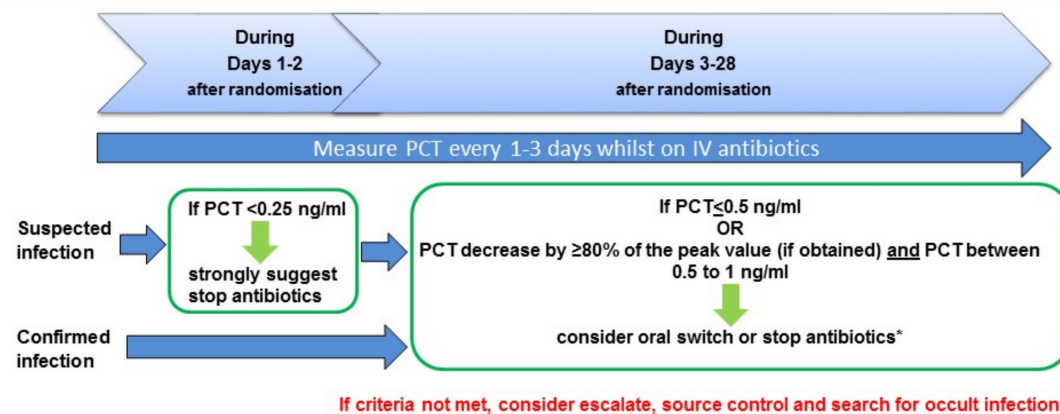 During
Days 1-2
after randomisation
During
Days 3-28
after randomisation
Measure PCT every 1-3 days whilst on IV antibiotics
Suspected
infection
If PCT <0.25 ng/ml
strongly suggest
stop antibiotics
If PCT≤0.5 ng/ml
OR
PCT decrease by ≥80% of the peak value (if obtained) and PCT between
0.5 to 1 ng/ml
consider oral switch or stop antibiotics*
Confirmed
infection
If criteria not met, consider escalate, source control and search for occult infection